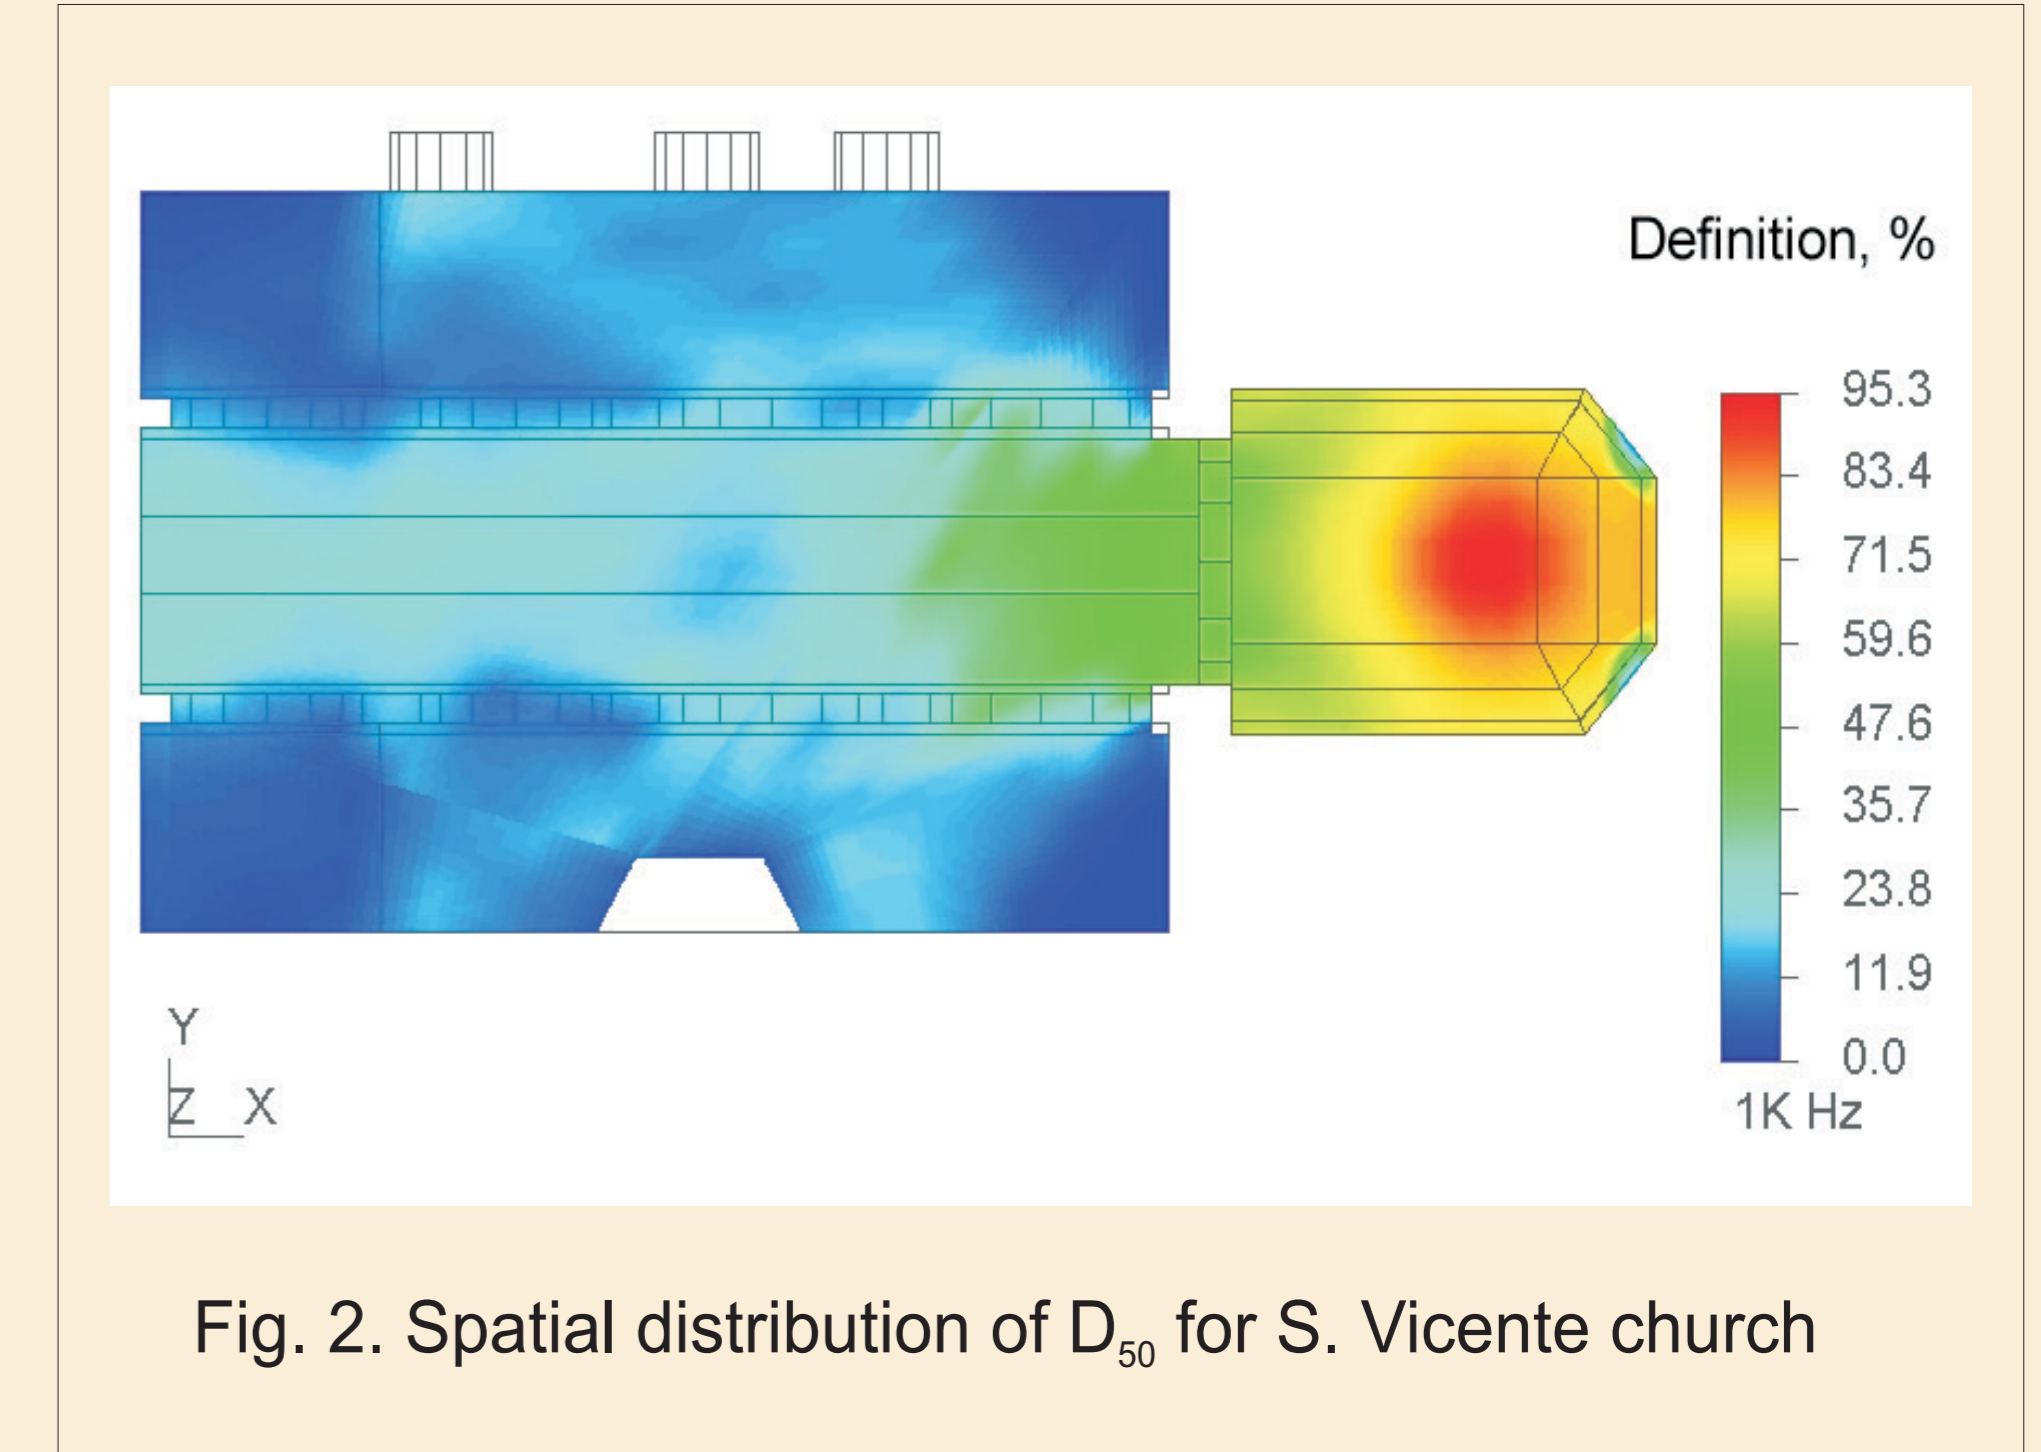 Definition, %
95.3
83.4
71.5
59.6
47.6
35.7
23.8
11.9
0.0
1K Hz
Y
Z X
Fig. 2. Spatial distribution of D50 for S. Vicente church